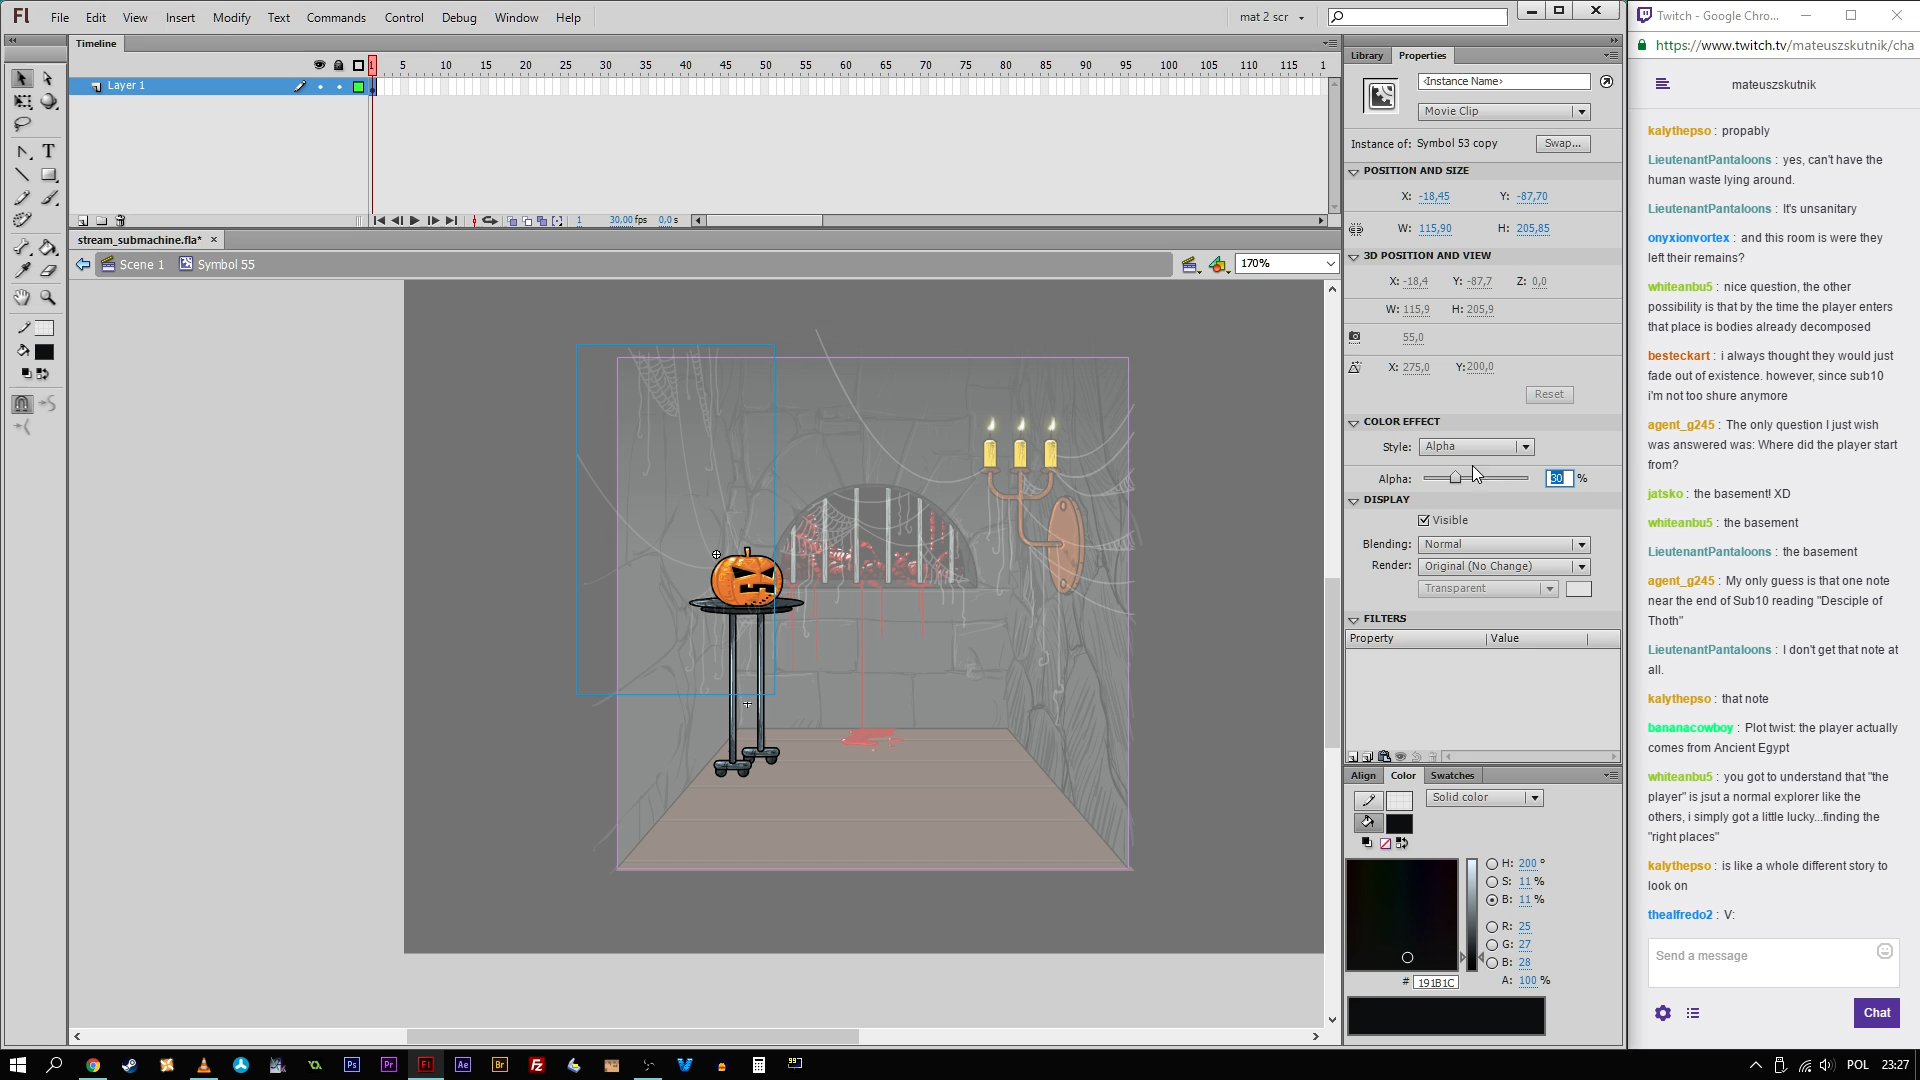 Fl File Edit View Insert Modify Text Commands Control Debug Window Help mat 2 scr
Timeline
1 5 10 15 20 25 30 35 40 45 50 55 60 65 70 75 80 85 90 95 100 105 110 115 1
Layer 1
1 30,00 fps 0,0 s
stream_submachine.fla* ×
Scene 1 Symbol 55 170%
T
Library Properties
<Instance Name>
Movie Clip
Instance of: Symbol 53 copy Swap...
POSITION AND SIZE
X: -18,45 Y: -87,70
W: 115,90 H: 205,85
3D POSITION AND VIEW
X: -18,4 Y: -87,7 Z: 0,0
W: 115,9 H: 205,9
55,0
X: 275,0 Y: 200,0
Reset
COLOR EFFECT
Style: Alpha
Alpha: 30 %
DISPLAY
Visible
Blending: Normal
Render: Original (No Change)
Transparent
FILTERS
Property Value
Align Color Swatches
Solid color
H: 200 °
S: 11 %
B: 11 %
R: 25
G: 27
B: 28
# 191B1C A: 100 %
Twitch - Google Chro...
https://www.twitch.tv/mateuszskutnik/cha
mateuszskutnik
kalythepso : propably
LieutenantPantaloons : yes, can't have the
human waste lying around.
LieutenantPantaloons : It's unsanitary
onyxionvortex : and this room is were they
left their remains?
whiteanbu5 : nice question, the other
possibility is that by the time the player enters
that place is bodies already decomposed
besteckart : i always thought they would just
fade out of existence. however, since sub10
i'm not too shure anymore
agent_g245 : The only question I just wish
was answered was: Where did the player start
from?
jatsko : the basement! XD
whiteanbu5 : the basement
LieutenantPantaloons : the basement
agent_g245 : My only guess is that one note
near the end of Sub10 reading "Desciple of
Thoth"
LieutenantPantaloons : I don't get that note at
all.
kalythepso : that note
bananacowboy : Plot twist: the player actually
comes from Ancient Egypt
whiteanbu5 : you got to understand that "the
player" is jsut a normal explorer like the
others, i simply got a little lucky...finding the
"right places"
kalythepso : is like a whole different story to
look on
thealfredo2 : V:
Send a message
Chat
Ps Pr Fl Ae Br Fz POL 23:27